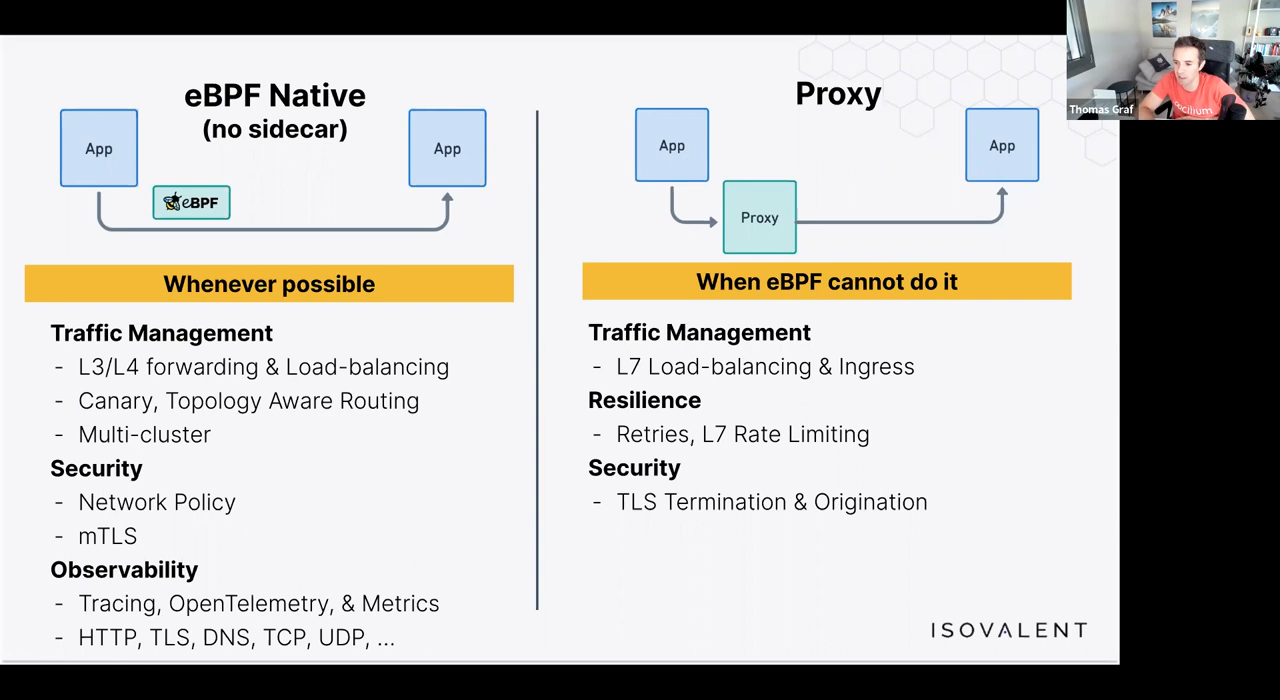 eBPF Native
(no sidecar)
App
App
eBPF
Whenever possible
Traffic Management
- L3/L4 forwarding & Load-balancing
- Canary, Topology Aware Routing
- Multi-cluster
Security
- Network Policy
- mTLS
Observability
- Tracing, OpenTelemetry, & Metrics
- HTTP, TLS, DNS, TCP, UDP, ...
Proxy
App
App
Proxy
When eBPF cannot do it
Traffic Management
- L7 Load-balancing & Ingress
Resilience
- Retries, L7 Rate Limiting
Security
- TLS Termination & Origination
ISOVALENT
Thomas Graf
cilium